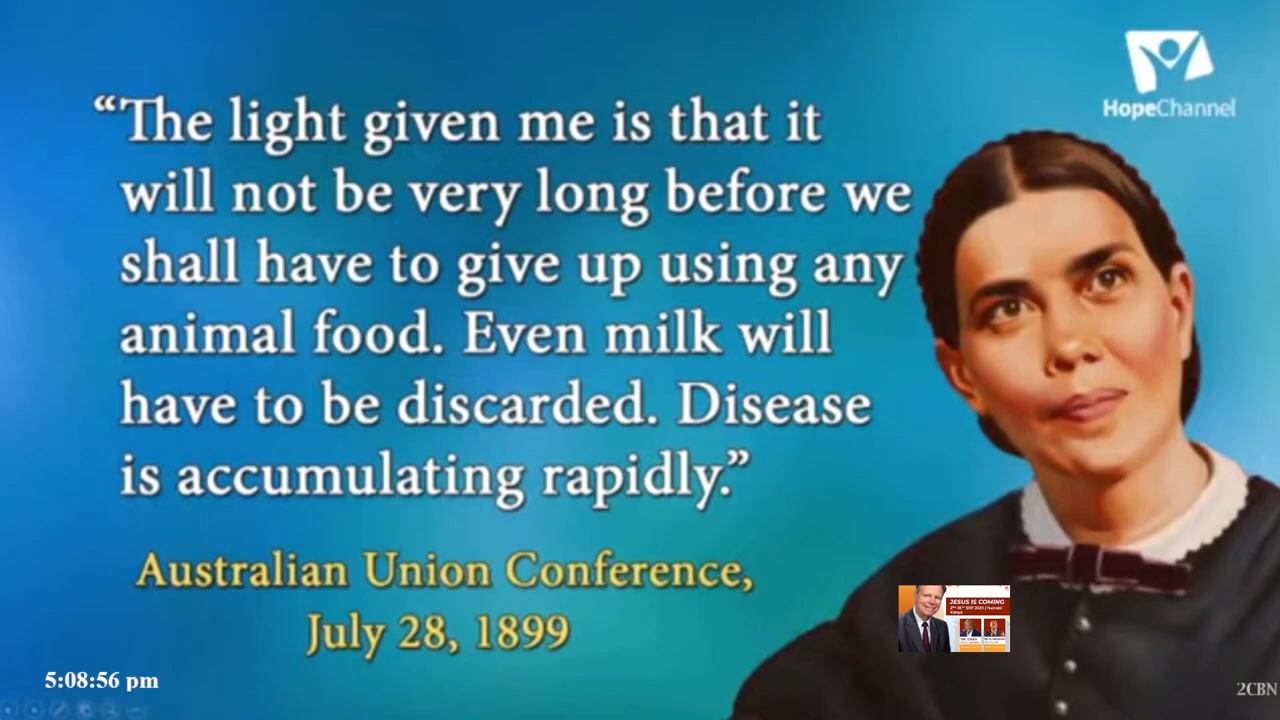 HopeChannel
“The light given me is that it
will not be very long before we
shall have to give up using any
animal food. Even milk will
have to be discarded. Disease
is accumulating rapidly.”
Australian Union Conference,
July 28, 1899
JESUS IS COMING
5:08:56 pm
2CBN